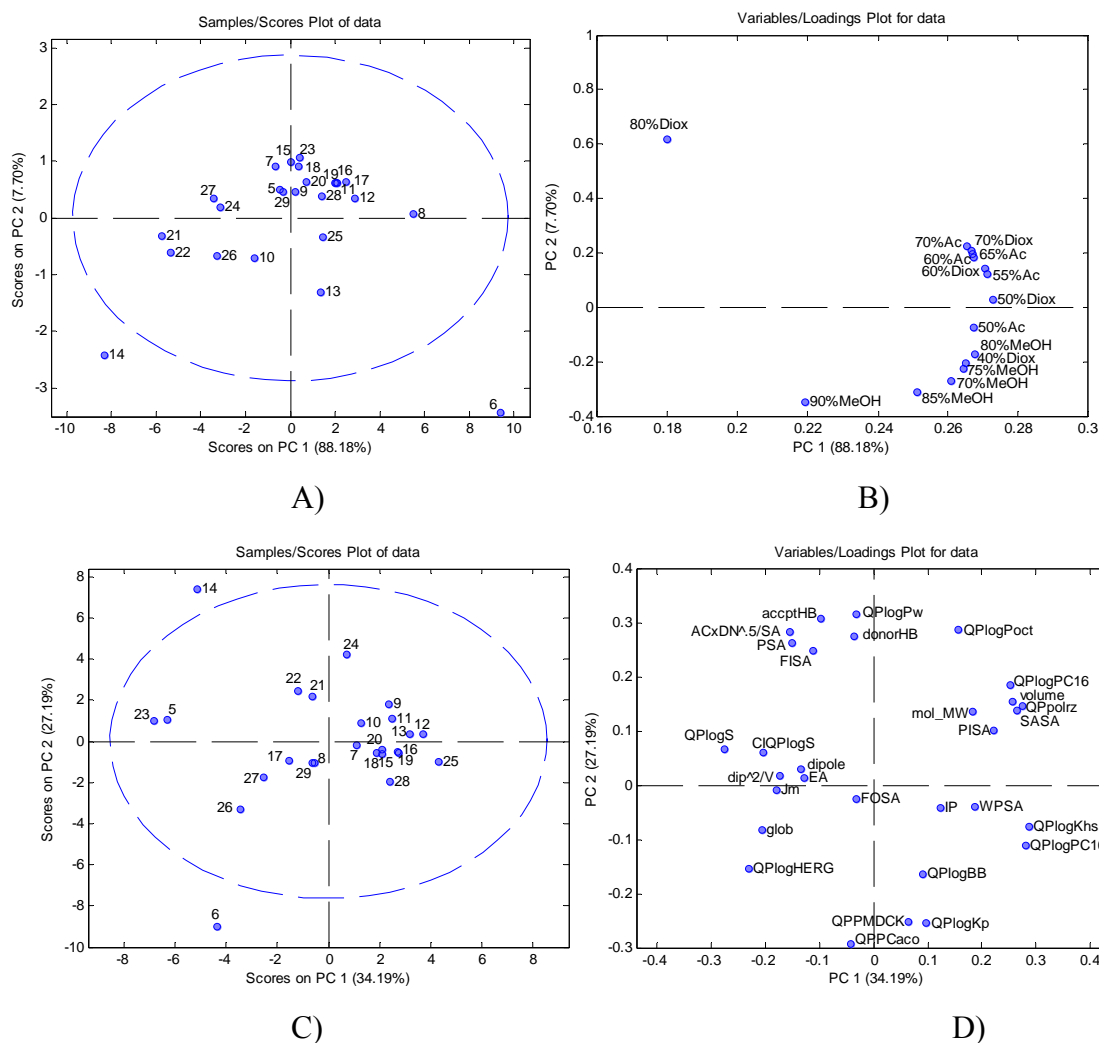 Samples/Scores Plot of data
3
2
1
0
-1
-2
-3
Scores on PC 2 (7.70%)
-10 -8 -6 -4 -2 0 2 4 6 8 10
Scores on PC 1 (88.18%)
15 23
7 18
20 19 16
17
5 9 11
29 28 12
27
24
8
21
22 26 10
25
13
14
6
A)
Variables/Loadings Plot for data
1
0.8
0.6
0.4
0.2
0
-0.2
-0.4
PC 2 (7.70%)
0.16 0.18 0.2 0.22 0.24 0.26 0.28 0.3
PC 1 (88.18%)
80%Diox
70%Ac 70%Diox
60%Ac 65%Ac
60%Diox 55%Ac
50%Diox
50%Ac
80%MeOH
40%Diox
75%MeOH
70%MeOH
90%MeOH 85%MeOH
B)
Samples/Scores Plot of data
8
6
4
2
0
-2
-4
-6
-8
-10
Scores on PC 2 (27.19%)
-8 -6 -4 -2 0 2 4 6 8
Scores on PC 1 (34.19%)
14
24
22 21
9
23 5
10 11
13 12
20
7 16
17 18 15 19
29 8 25
27 28
26
6
C)
Variables/Loadings Plot for data
0.4
0.3
0.2
0.1
0
-0.1
-0.2
-0.3
PC 2 (27.19%)
-0.4 -0.3 -0.2 -0.1 0 0.1 0.2 0.3 0.4
PC 1 (34.19%)
accptHB QPlogPw
ACxDN^.5/SA donorHB QPlogPoct
PSA
FISA
QPlogPC16
volume
mol_MW QPpolrz
SASA
PISA
QPlogS CIQPlogS
dipole
dip^2/V EA
Jm
FOSA IP WPSA
glob QPlogKhs
QPlogPC16
QPlogHERG QPlogBB
QPPMDCK QPlogKp
QPPCaco
D)